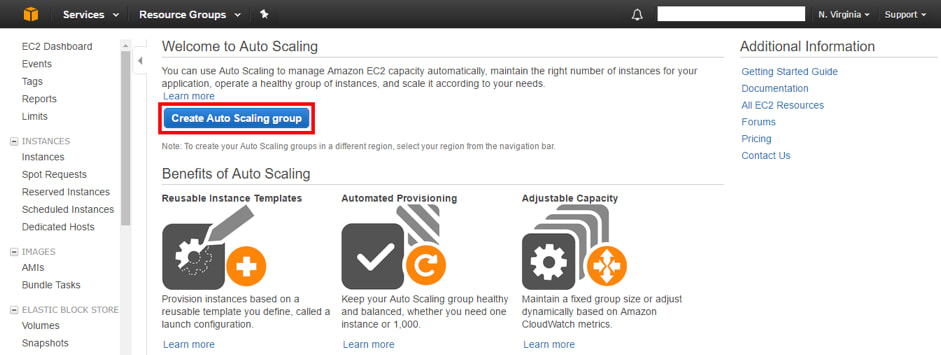 Services Resource Groups N. Virginia Support
EC2 Dashboard
Events
Tags
Reports
Limits
INSTANCES
Instances
Spot Requests
Reserved Instances
Scheduled Instances
Dedicated Hosts
IMAGES
AMIs
Bundle Tasks
ELASTIC BLOCK STORE
Volumes
Snapshots
Welcome to Auto Scaling
You can use Auto Scaling to manage Amazon EC2 capacity automatically, maintain the right number of instances for your
application, operate a healthy group of instances, and scale it according to your needs.
Learn more
Create Auto Scaling group
Note: To create your Auto Scaling groups in a different region, select your region from the navigation bar.
Benefits of Auto Scaling
Reusable Instance Templates
Provision instances based on a
reusable template you define, called a
launch configuration.
Learn more
Automated Provisioning
Keep your Auto Scaling group healthy
and balanced, whether you need one
instance or 1,000.
Learn more
Adjustable Capacity
Maintain a fixed group size or adjust
dynamically based on Amazon
CloudWatch metrics.
Learn more
Additional Information
Getting Started Guide
Documentation
All EC2 Resources
Forums
Pricing
Contact Us